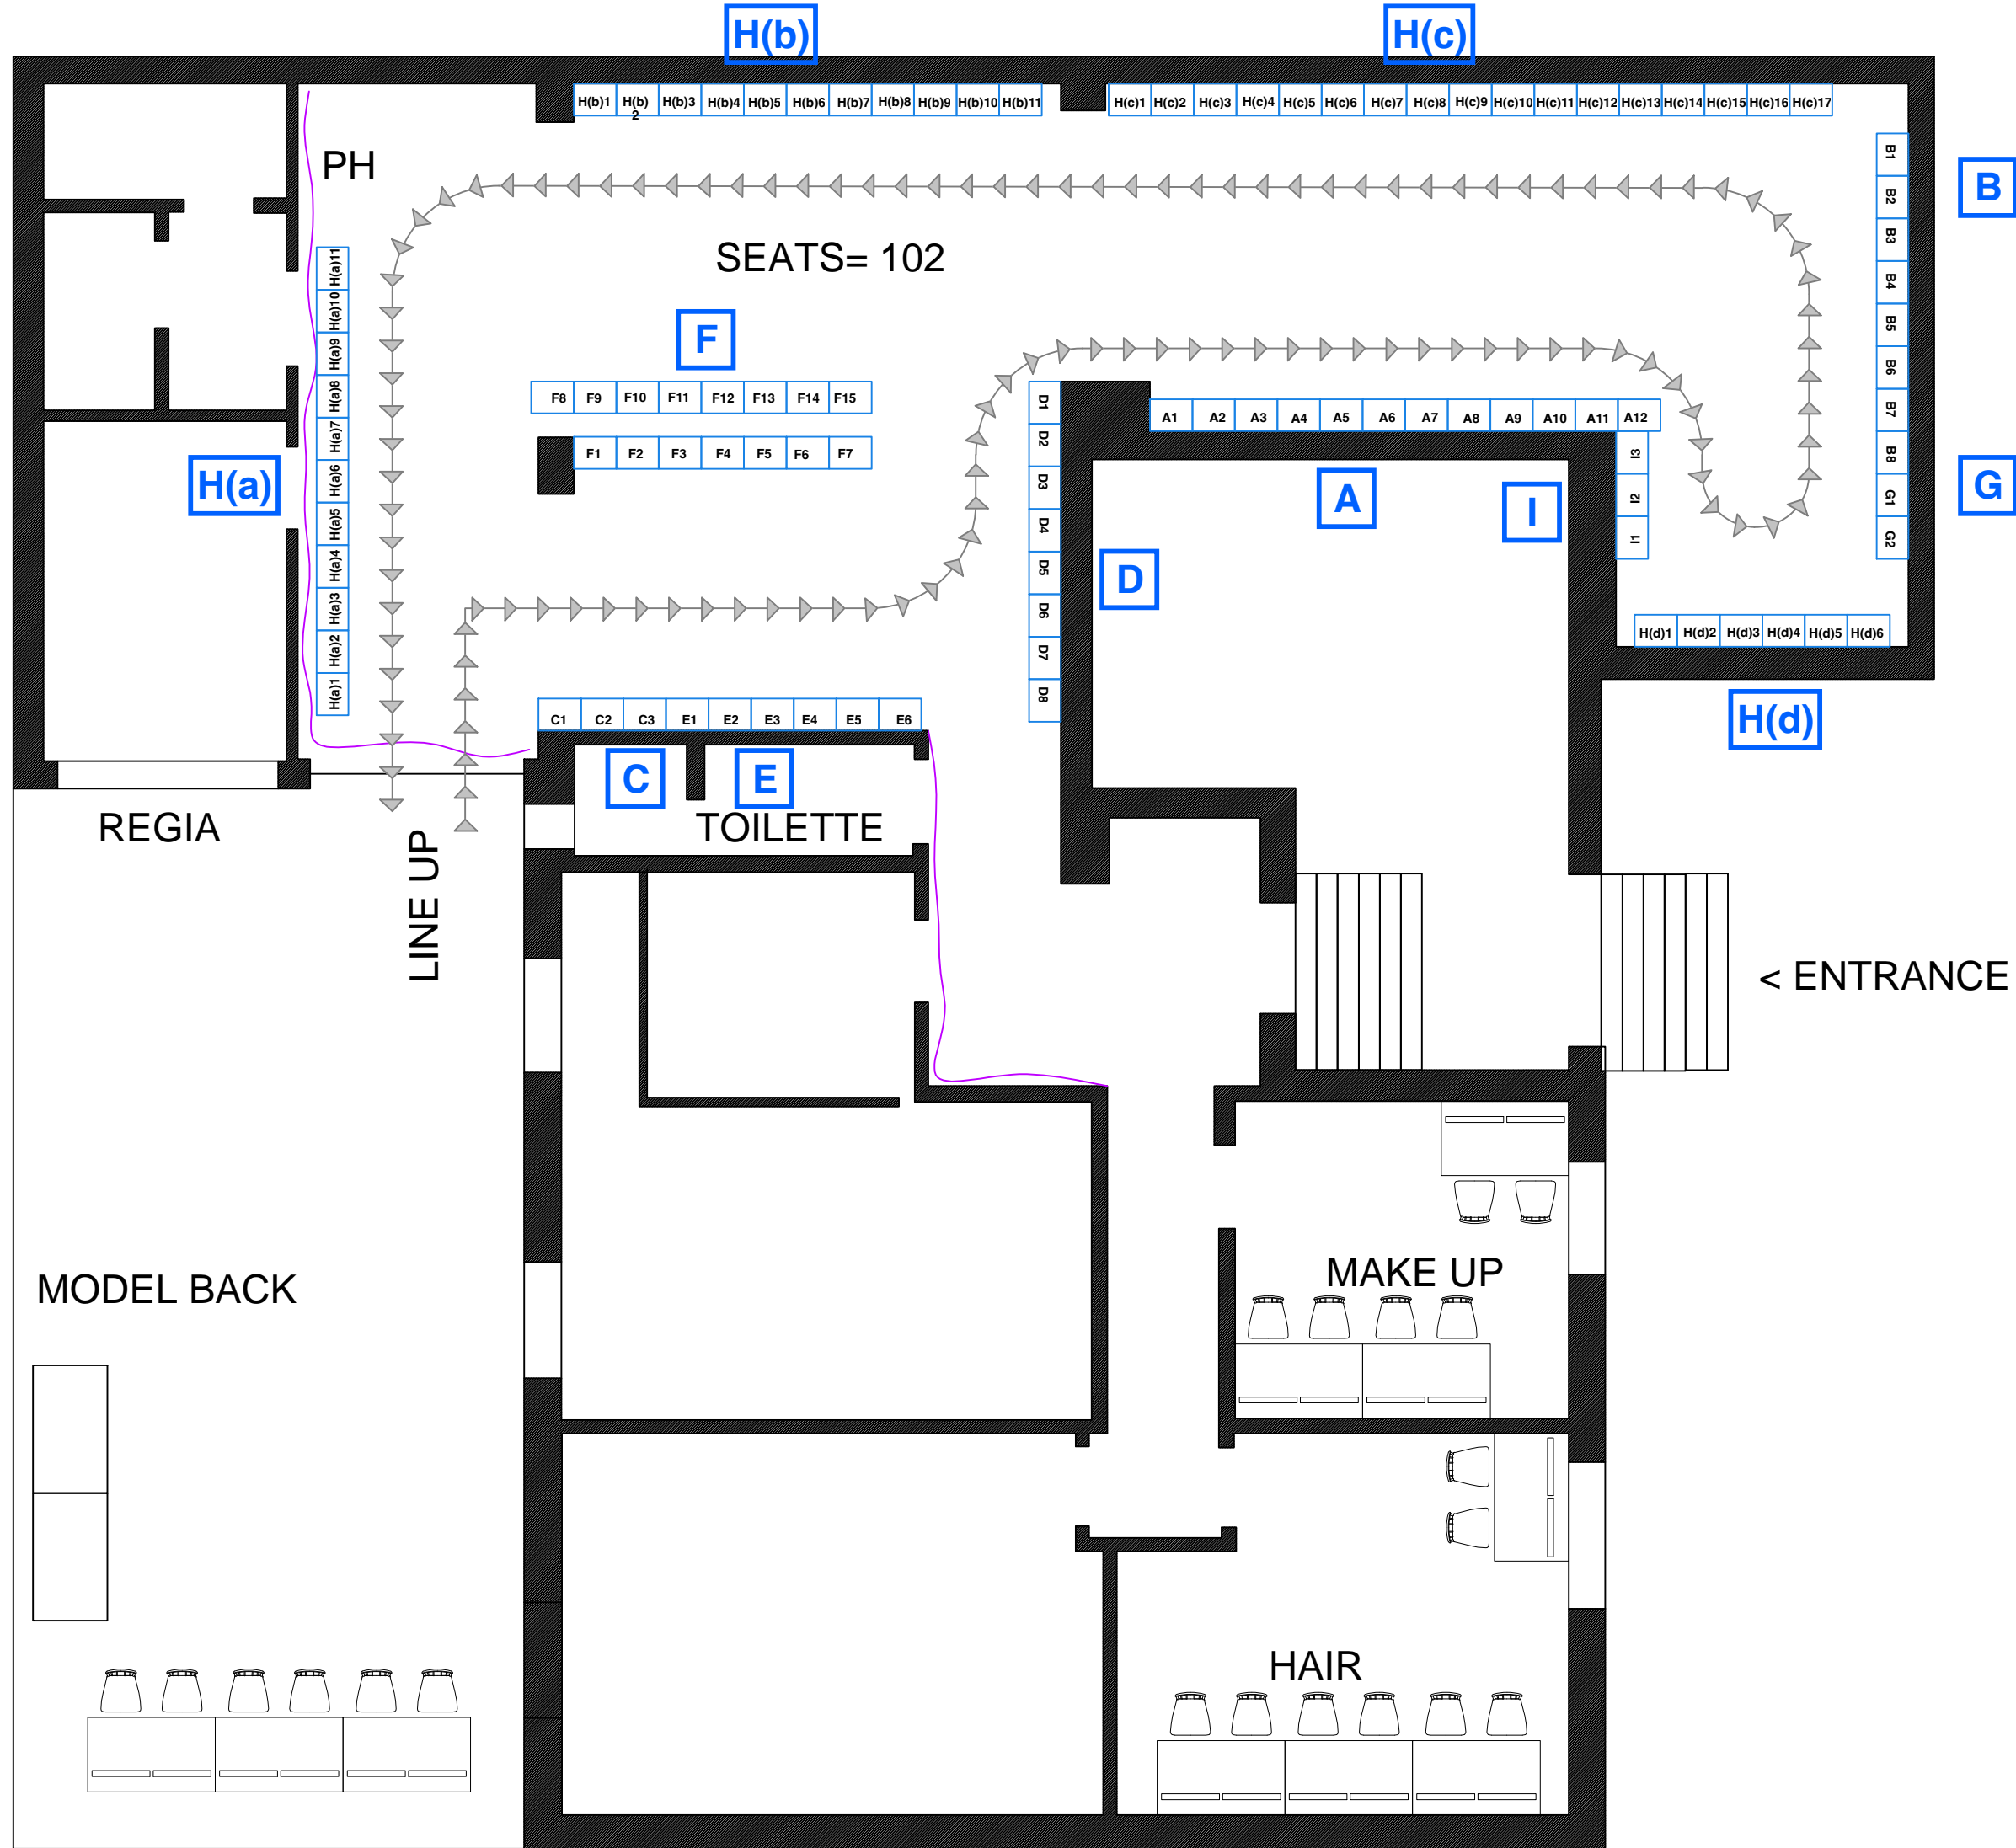 H(b)
H(c)
H(b)1 H(b)2 H(b)3 H(b)4 H(b)5 H(b)6 H(b)7 H(b)8 H(b)9 H(b)10 H(b)11
H(c)1 H(c)2 H(c)3 H(c)4 H(c)5 H(c)6 H(c)7 H(c)8 H(c)9 H(c)10 H(c)11 H(c)12 H(c)13 H(c)14 H(c)15 H(c)16 H(c)17
PH
B1
B2
B3
B4
B5
B6
B7
B8
G1
G2
B
G
SEATS= 102
H(a)11
H(a)10
H(a)9
H(a)8
H(a)7
H(a)6
H(a)5
H(a)4
H(a)3
H(a)2
H(a)1
H(a)
F
F8 F9 F10 F11 F12 F13 F14 F15
F1 F2 F3 F4 F5 F6 F7
D1
D2
D3
D4
D5
D6
D7
D8
D
A1 A2 A3 A4 A5 A6 A7 A8 A9 A10 A11 A12
A
I
I3
I2
I1
H(d)1 H(d)2 H(d)3 H(d)4 H(d)5 H(d)6
H(d)
C1 C2 C3 E1 E2 E3 E4 E5 E6
C
E
TOILETTE
REGIA
LINE UP
< ENTRANCE
MODEL BACK
MAKE UP
HAIR